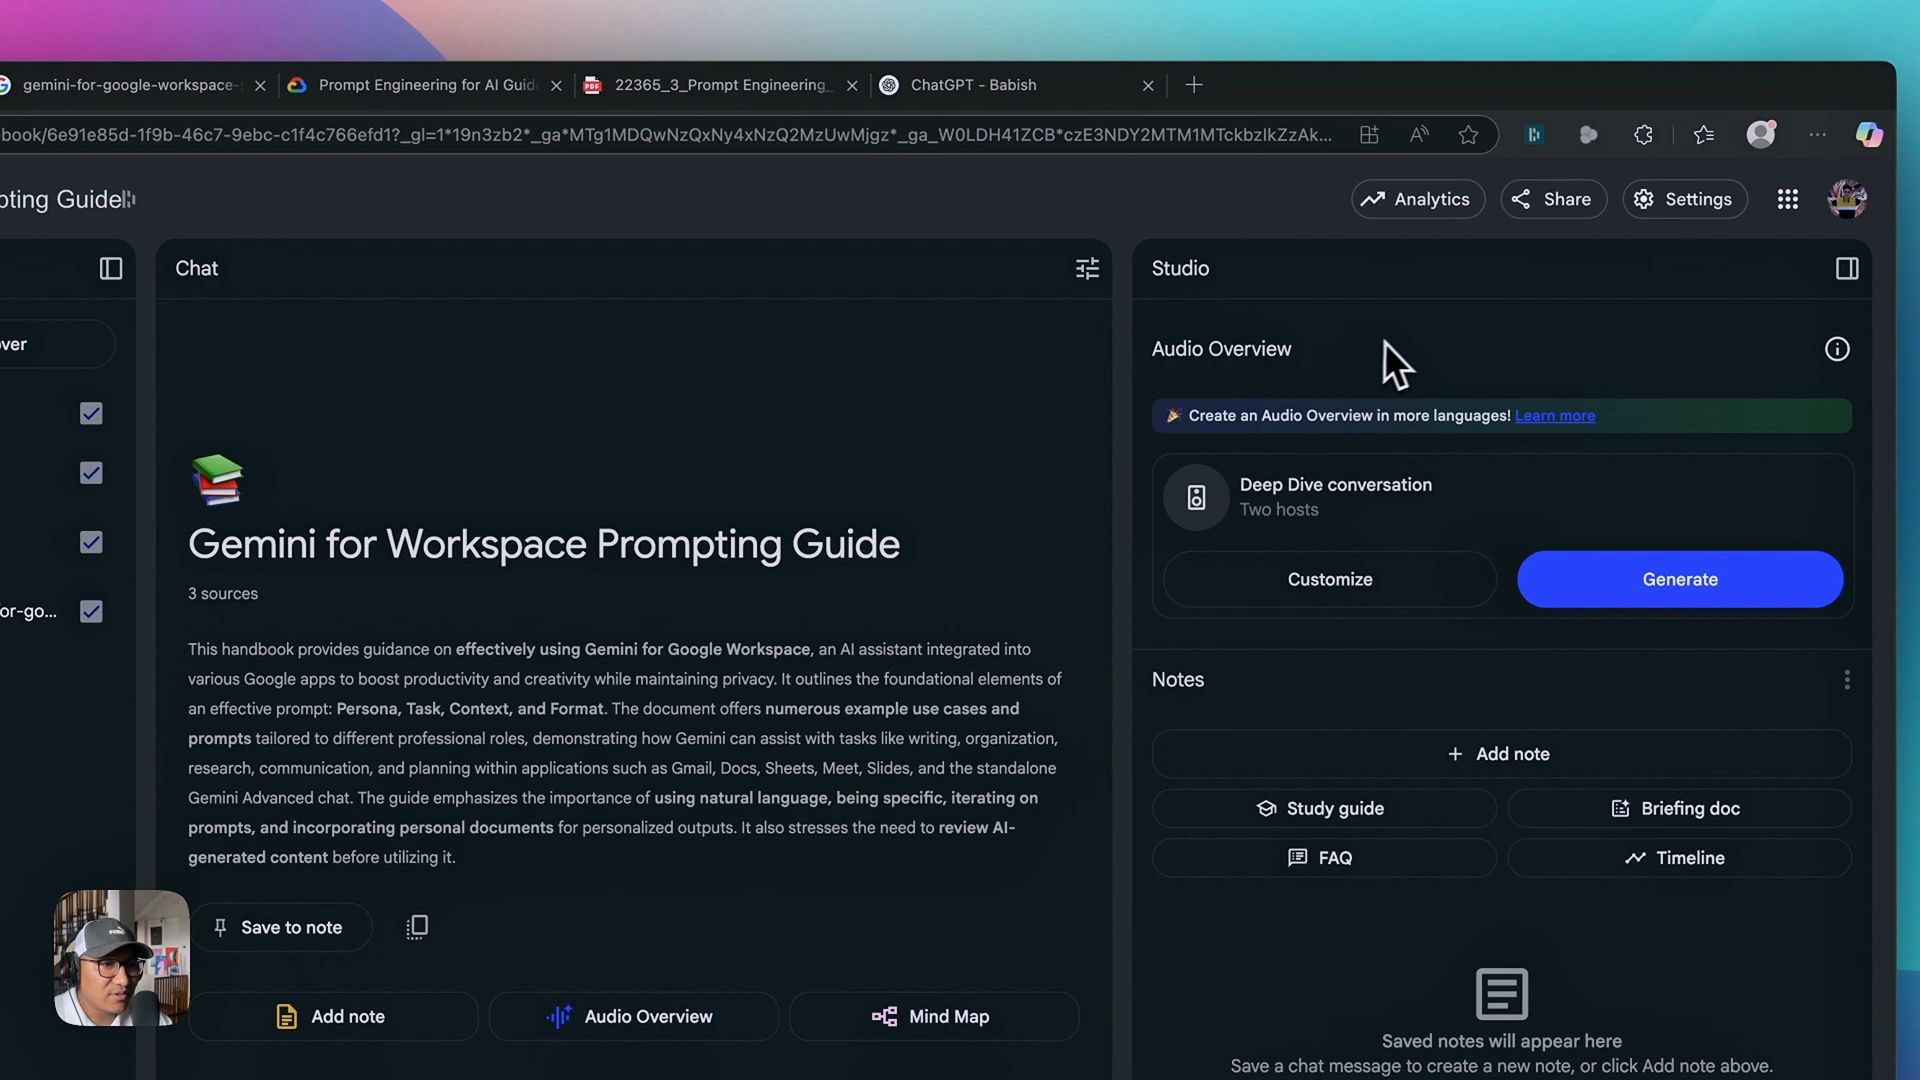 gemini-for-google-workspace-
Prompt Engineering for AI Guid
22365_3_Prompt Engineering_
ChatGPT - Babish
book/6e91e85d-1f9b-46c7-9ebc-c1f4c766efd1?_gl=1*19n3zb2*_ga*MTg1MDQwNzQxNy4xNzQ2MzUwMjgz*_ga_W0LDH41ZCB*czE3NDY2MTM1MTckbzIkZzAk...
pting Guide
Analytics
Share
Settings
Chat
Studio
over
Audio Overview
🎉 Create an Audio Overview in more languages! Learn more
Deep Dive conversation
Two hosts
Customize
Generate
Gemini for Workspace Prompting Guide
3 sources
or-go...
This handbook provides guidance on effectively using Gemini for Google Workspace, an AI assistant integrated into
various Google apps to boost productivity and creativity while maintaining privacy. It outlines the foundational elements of
an effective prompt: Persona, Task, Context, and Format. The document offers numerous example use cases and
prompts tailored to different professional roles, demonstrating how Gemini can assist with tasks like writing, organization,
research, communication, and planning within applications such as Gmail, Docs, Sheets, Meet, Slides, and the standalone
Gemini Advanced chat. The guide emphasizes the importance of using natural language, being specific, iterating on
prompts, and incorporating personal documents for personalized outputs. It also stresses the need to review AI-
generated content before utilizing it.
Save to note
Add note
Audio Overview
Mind Map
Notes
+ Add note
Study guide
Briefing doc
FAQ
Timeline
Saved notes will appear here
Save a chat message to create a new note, or click Add note above.